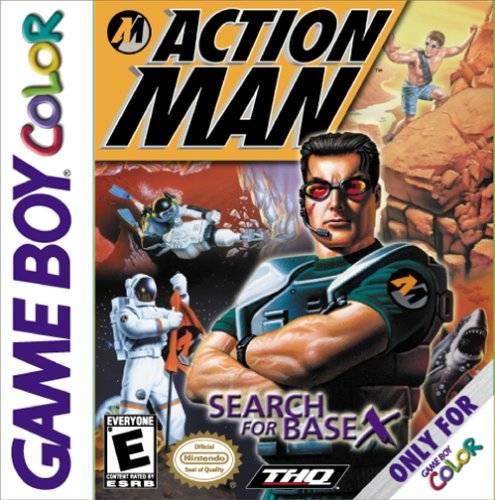 GAME BOY COLOR
ACTION
MAN
TM
SEARCH
FOR BASE X
EVERYONE
E
CONTENT RATED BY
ESRB
Official
Nintendo
Seal of Quality
THQ
ONLY FOR
GAME BOY
COLOR